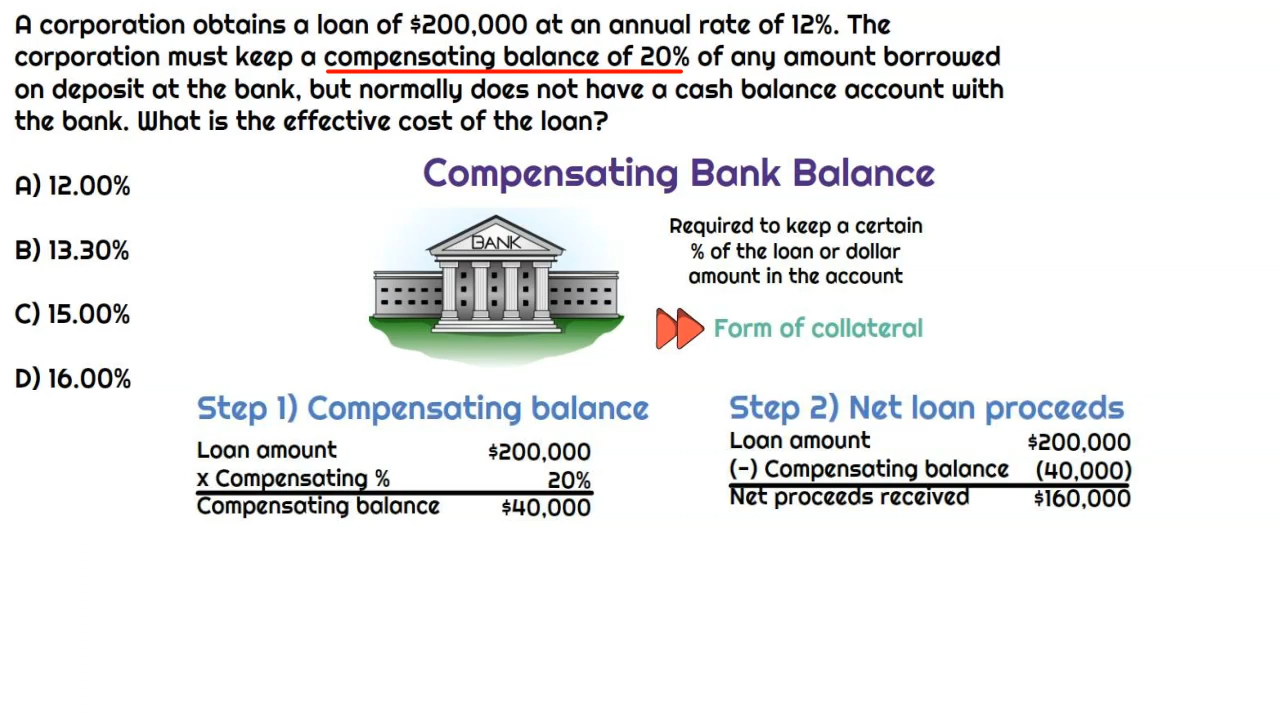 A corporation obtains a loan of $200,000 at an annual rate of 12%. The
corporation must keep a compensating balance of 20% of any amount borrowed
on deposit at the bank, but normally does not have a cash balance account with
the bank. What is the effective cost of the loan?
A) 12.00%
B) 13.30%
C) 15.00%
D) 16.00%
Compensating Bank Balance
BANK
Required to keep a certain
% of the loan or dollar
amount in the account
Form of collateral
Step 1) Compensating balance
Loan amount $200,000
x Compensating % 20%
Compensating balance $40,000
Step 2) Net loan proceeds
Loan amount $200,000
(-) Compensating balance (40,000)
Net proceeds received $160,000